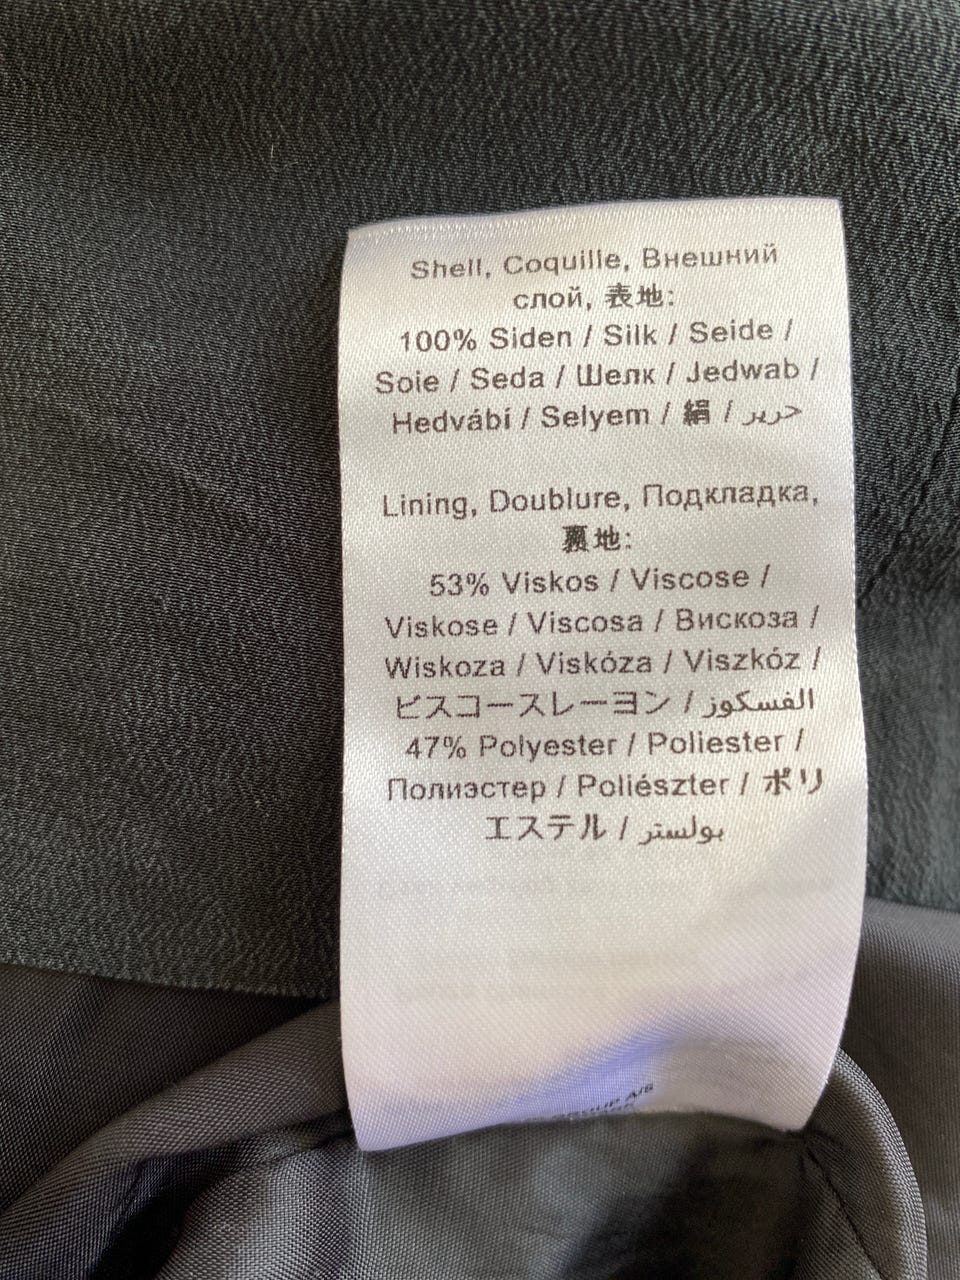 Shell, Coquille, Внешний
слой, 表地:
100% Siden / Silk / Seide /
Soie / Seda / Шелк / Jedwab /
Hedvábí / Selyem / 絹 / حرير
Lining, Doublure, Подкладка,
裏地:
53% Viskos / Viscose /
Viskose / Viscosa / Вискоза /
Wiskoza / Viskóza / Viszkóz /
ビスコースレーヨン / الفسكوز
47% Polyester / Poliester /
Полиэстер / Poliészter / ポリ
エステル / بولستر
GROUP A/S